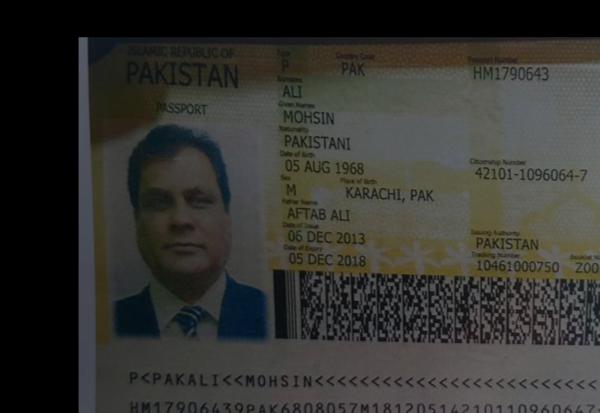 ISLAMIC REPUBLIC OF
PAKISTAN
PASSPORT
Type
P
Country Code
PAK
Passport Number
HM1790643
Surname
ALI
Given Names
MOHSIN
Nationality
PAKISTANI
Date of Birth
05 AUG 1968
Citizenship Number
42101-1096064-7
Sex
M
Place of Birth
KARACHI, PAK
Father Name
AFTAB ALI
Date of Issue
06 DEC 2013
Issuing Authority
PAKISTAN
Date of Expiry
05 DEC 2018
Tracking Number
10461000750
Booklet N
Z00
P<PAKALI<<MOHSIN<<<<<<<<<<<<<<<<<<<<<<<
HM17906439PAK6808057M1812051421011096064